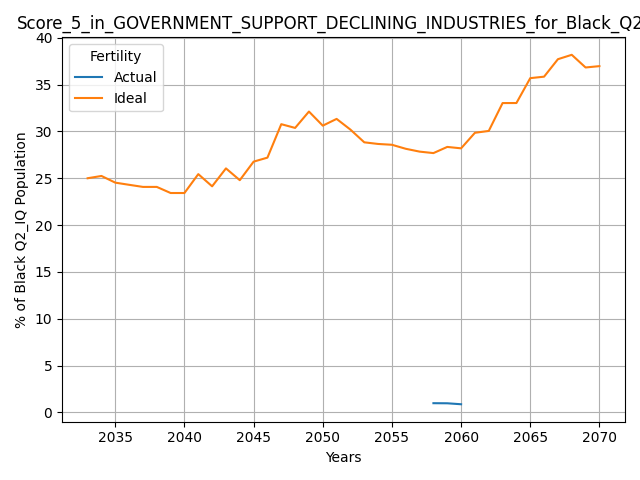 Score_5_in_GOVERNMENT_SUPPORT_DECLINING_INDUSTRIES_for_Black_Q2
40
35
30
25
20
15
10
5
0
% of Black Q2_IQ Population
Fertility
Actual
Ideal
2035 2040 2045 2050 2055 2060 2065 2070
Years